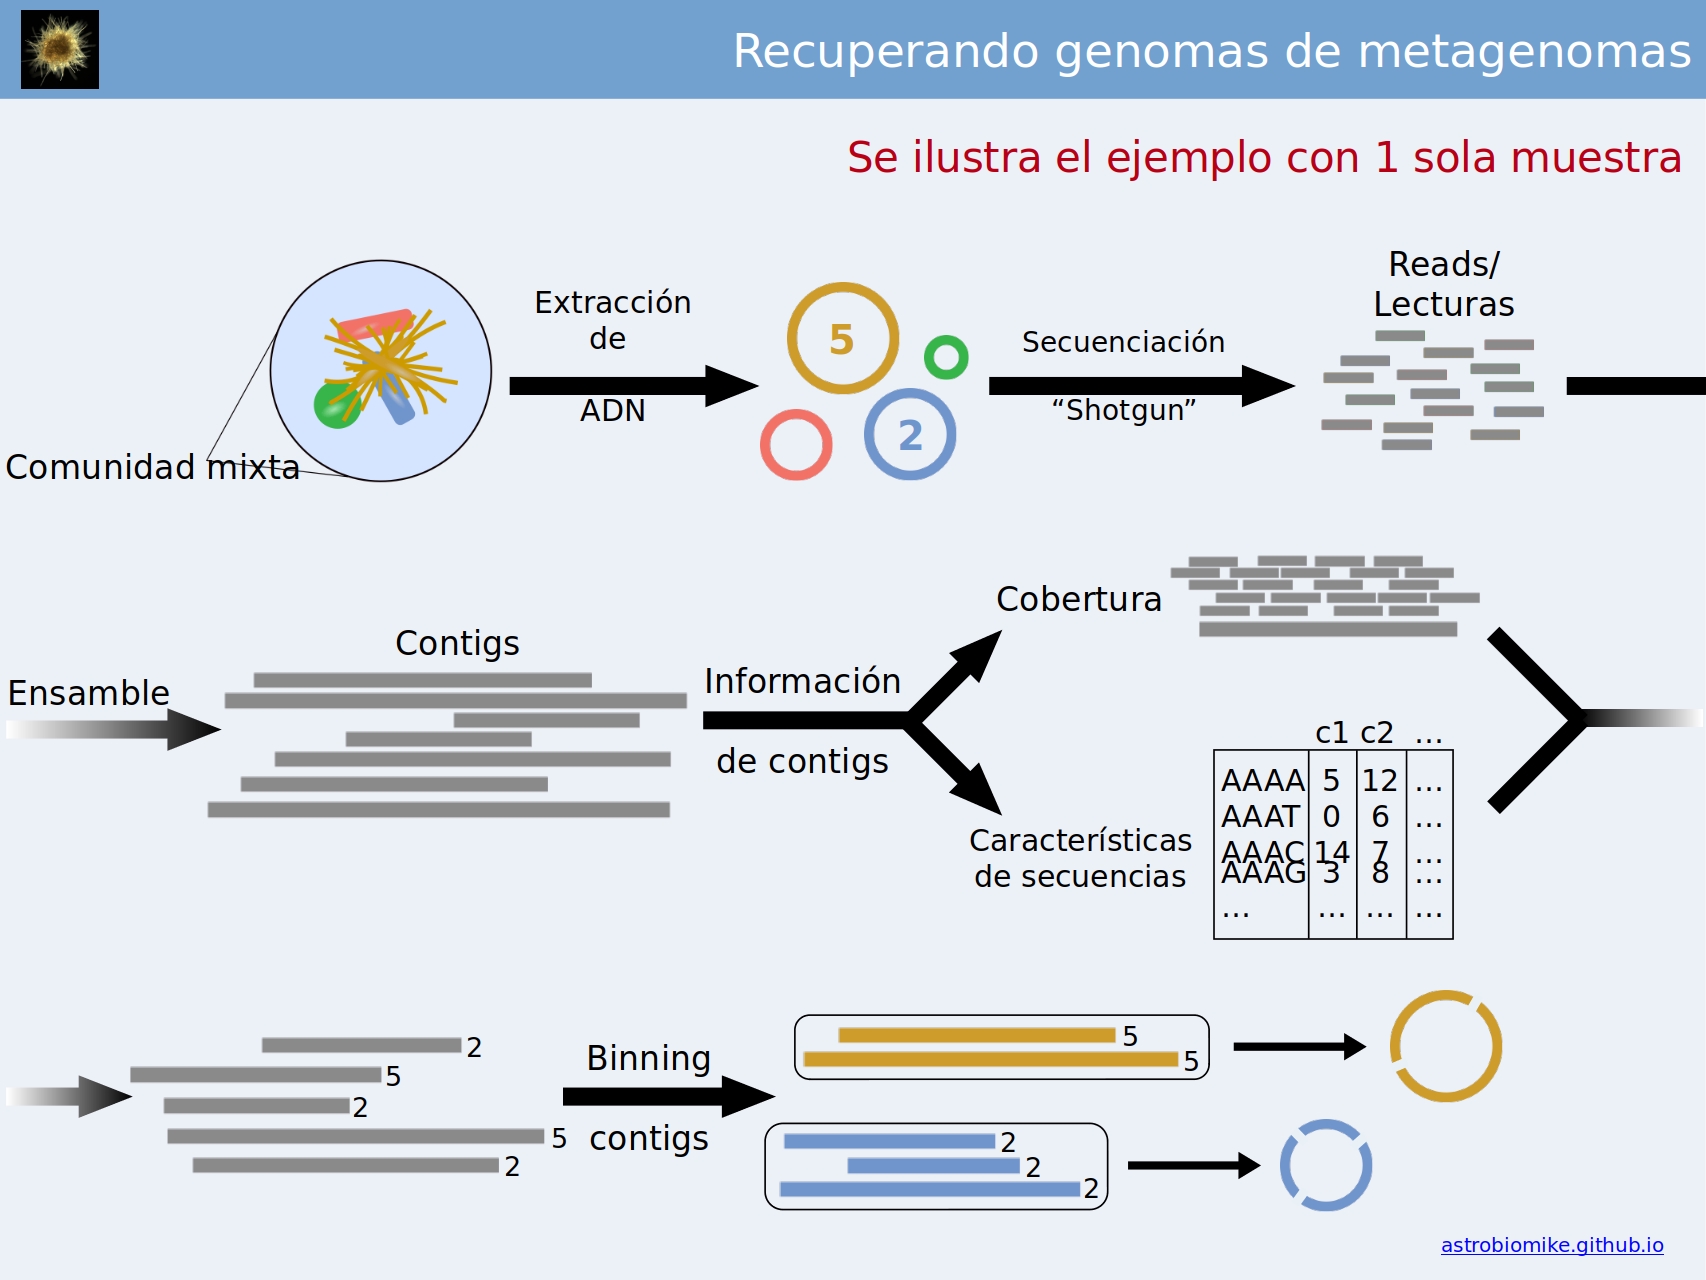 Recuperando genomas de metagenomas
Se ilustra el ejemplo con 1 sola muestra
Comunidad mixta
Extracción
de
ADN
5
2
Secuenciación
“Shotgun”
Reads/
Lecturas
Ensamble
Contigs
Información
de contigs
Cobertura
Características
de secuencias
c1 c2 ...
AAAA 5 12 ...
AAAT 0 6 ...
AAAC 14 7 ...
AAAG 3 8 ...
... ... ... ...
2
5
2
5
2
Binning
contigs
5
5
2
2
2
astrobiomike.github.io